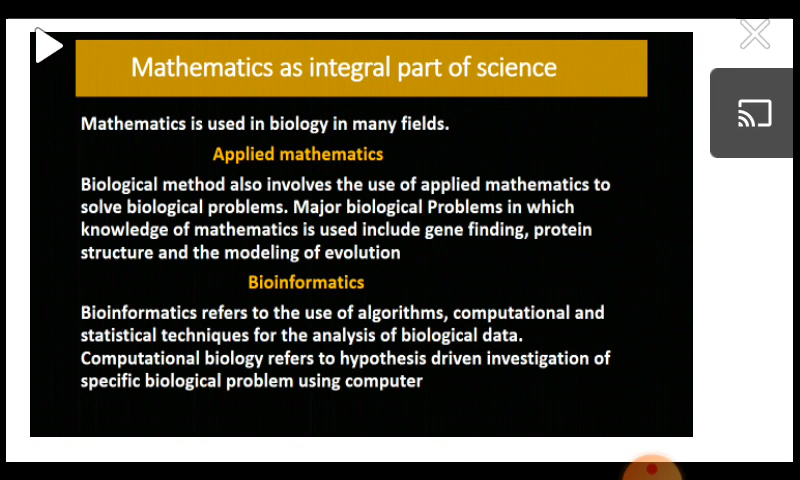 Mathematics as integral part of science
Mathematics is used in biology in many fields.
Applied mathematics
Biological method also involves the use of applied mathematics to
solve biological problems. Major biological Problems in which
knowledge of mathematics is used include gene finding, protein
structure and the modeling of evolution
Bioinformatics
Bioinformatics refers to the use of algorithms, computational and
statistical techniques for the analysis of biological data.
Computational biology refers to hypothesis driven investigation of
specific biological problem using computer